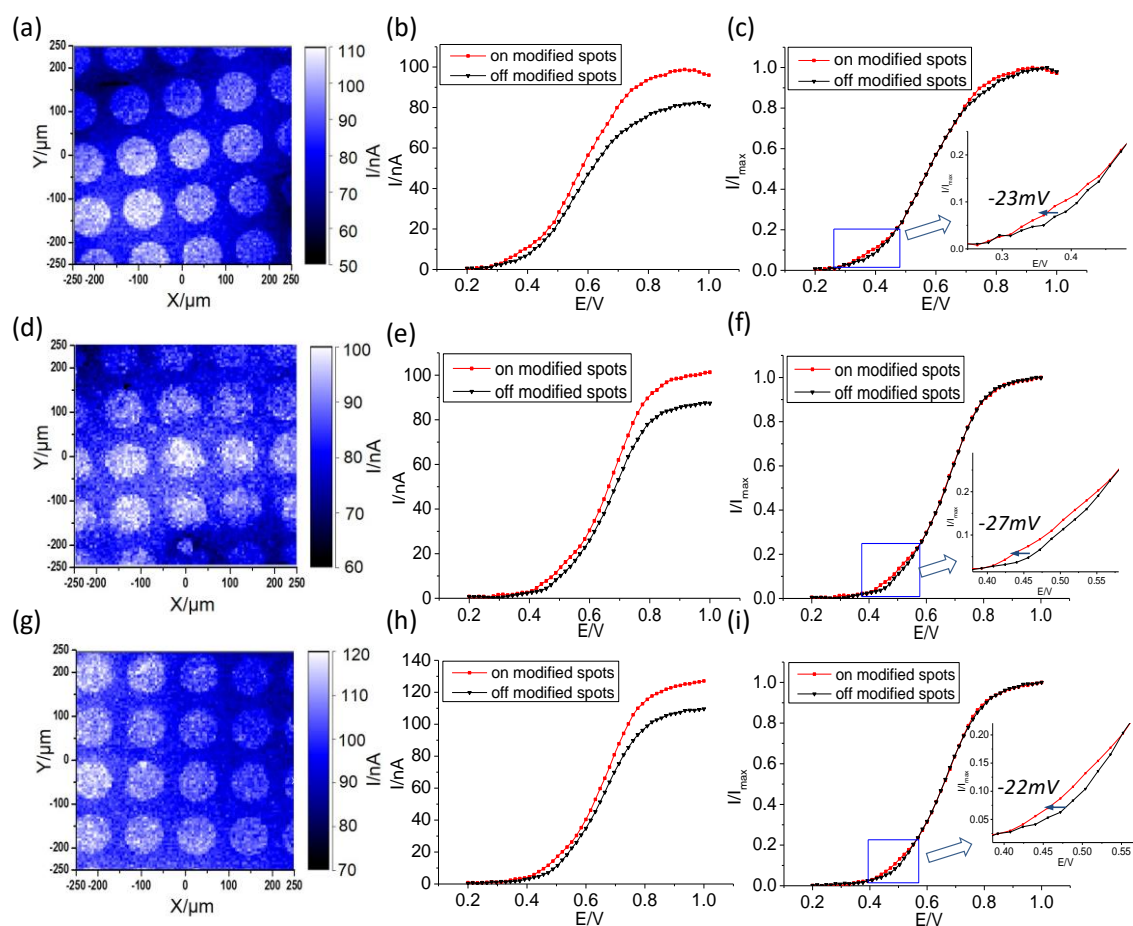 (a)
250
200
100
0
-100
-200
-250
Y/µm
-250 -200 -100 0 100 200 250
X/µm
110
100
90
80
70
60
50
I/nA
(b)
on modified spots
off modified spots
100
80
60
40
20
0
I/nA
0.2 0.4 0.6 0.8 1.0
E/V
(c)
on modified spots
off modified spots
1.0
0.8
0.6
0.4
0.2
0.0
I/Imax
0.2 0.4 0.6 0.8 1.0
E/V
-23mV
0.2
0.1
0.0
I/Imax
0.3 0.4
E/V
(d)
250
200
100
0
-100
-200
-250
Y/µm
-250 -200 -100 0 100 200 250
X/µm
100
90
80
70
60
I/nA
(e)
on modified spots
off modified spots
100
80
60
40
20
0
I/nA
0.2 0.4 0.6 0.8 1.0
E/V
(f)
on modified spots
off modified spots
1.0
0.8
0.6
0.4
0.2
0.0
I/Imax
0.2 0.4 0.6 0.8 1.0
E/V
-27mV
0.2
0.1
I/Imax
0.40 0.45 0.50 0.55
E/V
(g)
250
200
100
0
-100
-200
-250
Y/µm
-250 -200 -100 0 100 200 250
X/µm
120
110
100
90
80
70
I/nA
(h)
on modified spots
off modified spots
140
120
100
80
60
40
20
0
I/nA
0.2 0.4 0.6 0.8 1.0
E/V
(i)
on modified spots
off modified spots
1.0
0.8
0.6
0.4
0.2
0.0
I/Imax
0.2 0.4 0.6 0.8 1.0
E/V
-22mV
0.20
0.15
0.10
0.05
I/Imax
0.40 0.45 0.50 0.55
E/V